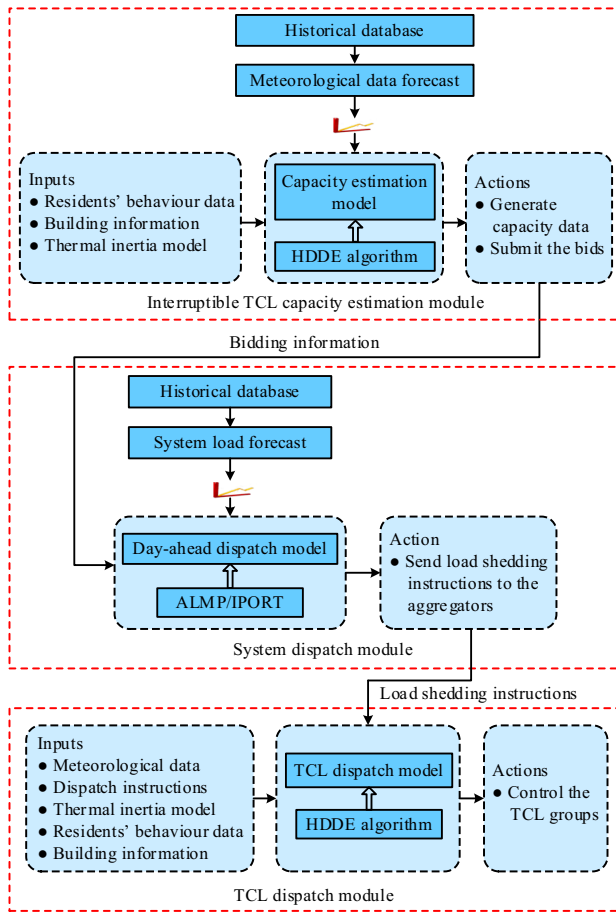 Historical database
Meteorological data forecast
Inputs
● Residents' behaviour data
● Building information
● Thermal inertia model
Capacity estimation
model
HDDE algorithm
Actions
● Generate
capacity data
● Submit the bids
Interruptible TCL capacity estimation module
Bidding information
Historical database
System load forecast
Day-ahead dispatch model
ALMP/IPORT
Action
● Send load shedding
instructions to the
aggregators
System dispatch module
Load shedding instructions
Inputs
● Meteorological data
● Dispatch instructions
● Thermal inertia model
● Residents' behaviour data
● Building information
TCL dispatch model
HDDE algorithm
Actions
● Control the
TCL groups
TCL dispatch module